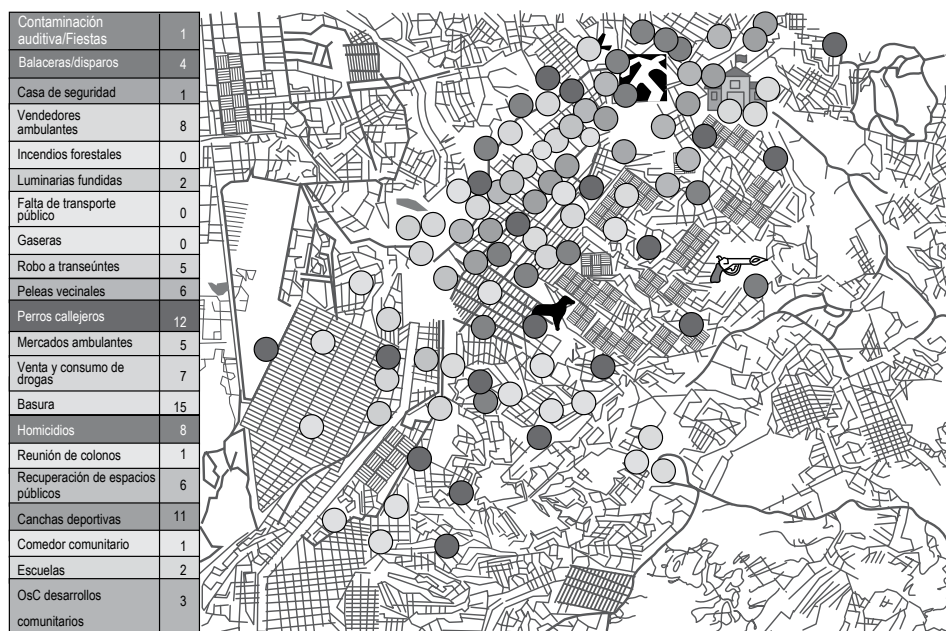 Contaminación
auditiva/Fiestas 1
Balaceras/disparos 4
Casa de seguridad 1
Vendedores
ambulantes 8
Incendios forestales 0
Luminarias fundidas 2
Falta de transporte
público 0
Gaseras 0
Robo a transeúntes 5
Peleas vecinales 6
Perros callejeros 12
Mercados ambulantes 5
Venta y consumo de
drogas 7
Basura 15
Homicidios 8
Reunión de colonos 1
Recuperación de espacios
públicos 6
Canchas deportivas 11
Comedor comunitario 1
Escuelas 2
OsC desarrollos 3
comunitarios